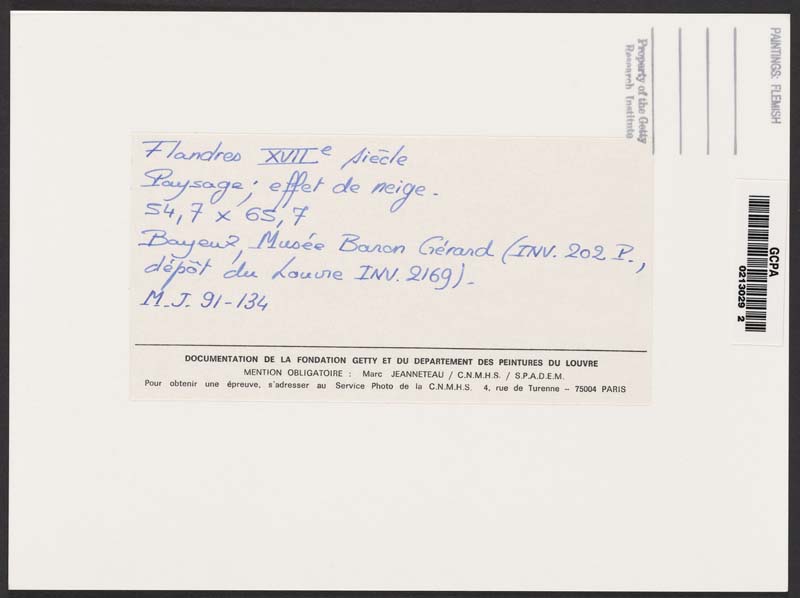 Flandres XVIIe siècle
Paysage; effet de neige.
54,7 x 65,7
Bayeux, Musée Baron Gérard (INV. 202 P.,
dépôt du Louvre INV. 2169).
M.J. 91-134
DOCUMENTATION DE LA FONDATION GETTY ET DU DEPARTEMENT DES PEINTURES DU LOUVRE
MENTION OBLIGATOIRE : Marc JEANNETEAU / C.N.M.H.S. / S.P.A.D.E.M.
Pour obtenir une épreuve, s'adresser au Service Photo de la C.N.M.H.S. 4, rue de Turenne – 75004 PARIS
Property of the Getty
Research Institute
PAINTINGS: FLEMISH
GCPA
0213029 2